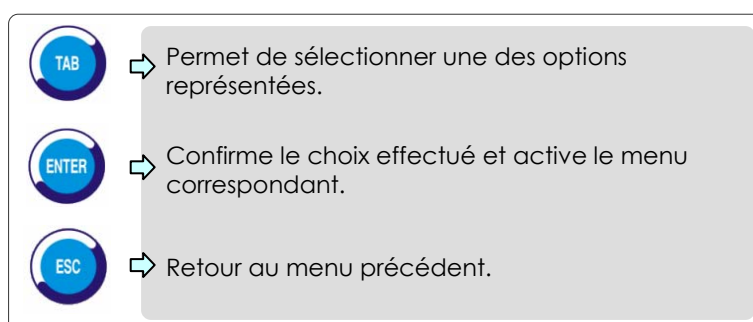 TAB
Permet de sélectionner une des options
représentées.
ENTER
Confirme le choix effectué et active le menu
correspondant.
ESC
Retour au menu précédent.